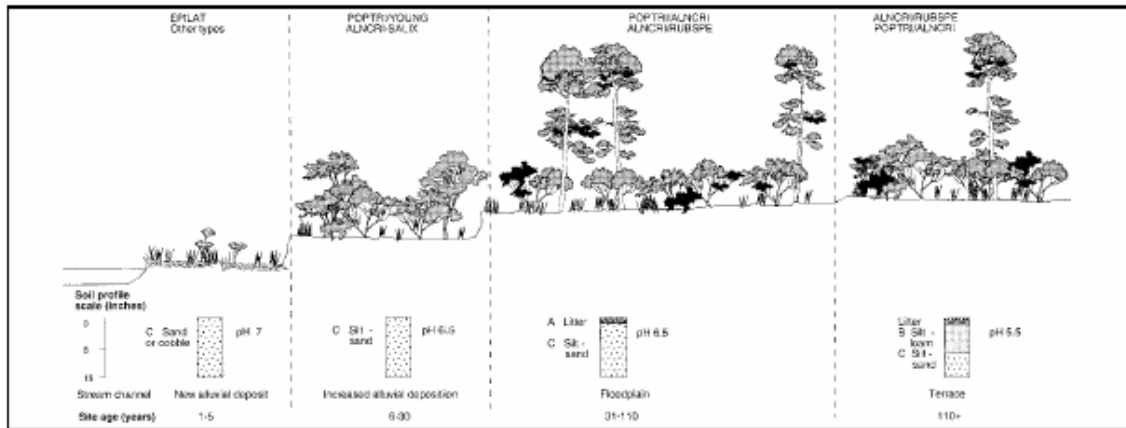 EPILAT
Other types
POPTRI/YOUNG
ALNCRI-SALIX
POPTRI/ALNCRI
ALNCRI/RUBSPE
ALNCRI/RUBSPE
POPTRI/ALNCRI
Soil profile
scale (inches)
0
5
15
C Sand
or cobble
pH 7
C Silt -
sand
pH 6.5
A Litter
C Silt -
sand
pH 6.5
Litter
B Silt -
loam
C Silt -
sand
pH 5.5
Stream channel
New alluvial deposit
Increased alluvial deposition
Floodplain
Terrace
Site age (years)
1-5
6-30
31-110
110+